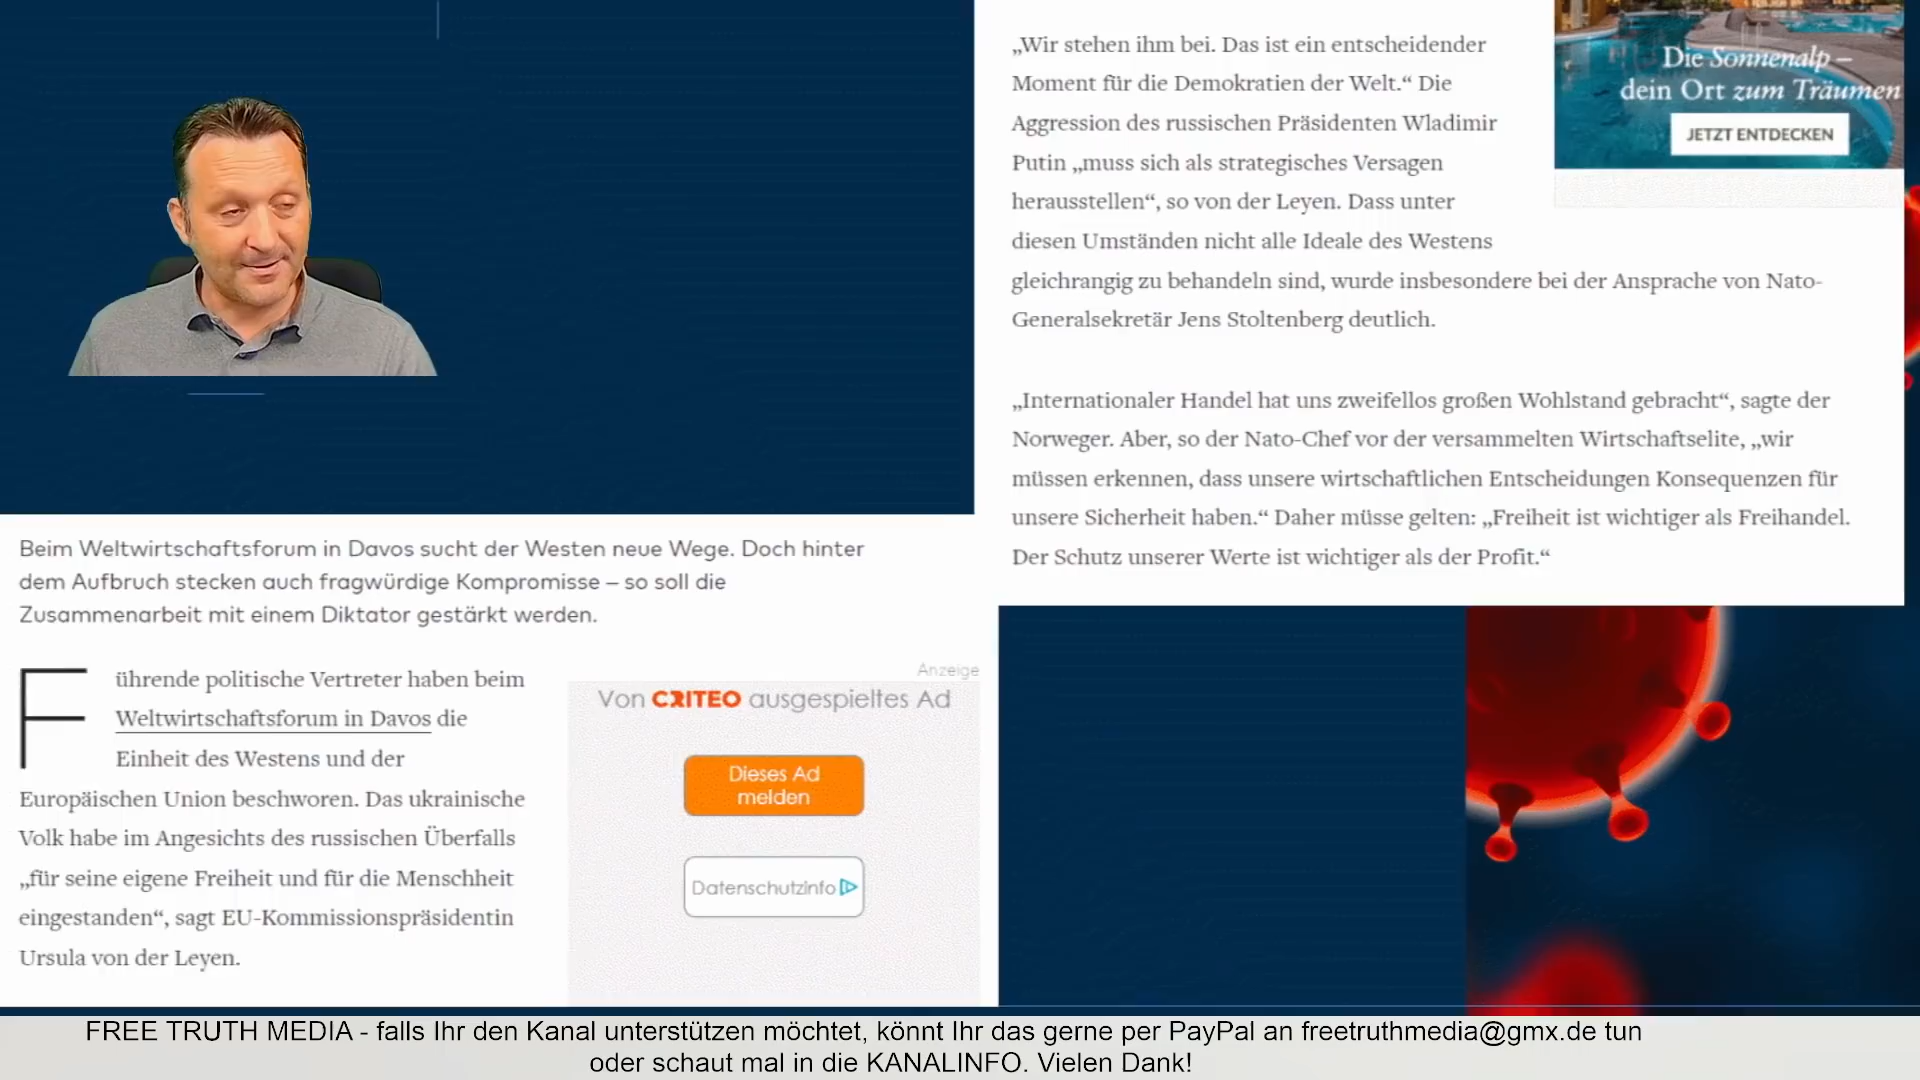 „Wir stehen ihm bei. Das ist ein entscheidender
Moment für die Demokratien der Welt.“ Die
Aggression des russischen Präsidenten Wladimir
Putin „muss sich als strategisches Versagen
herausstellen“, so von der Leyen. Dass unter
diesen Umständen nicht alle Ideale des Westens
gleichrangig zu behandeln sind, wurde insbesondere bei der Ansprache von Nato-
Generalsekretär Jens Stoltenberg deutlich.
„Internationaler Handel hat uns zweifellos großen Wohlstand gebracht“, sagte der
Norweger. Aber, so der Nato-Chef vor der versammelten Wirtschaftselite, „wir
müssen erkennen, dass unsere wirtschaftlichen Entscheidungen Konsequenzen für
unsere Sicherheit haben.“ Daher müsse gelten: „Freiheit ist wichtiger als Freihandel.
Der Schutz unserer Werte ist wichtiger als der Profit.“
Die Sonnenalp –
dein Ort zum Träumen
JETZT ENTDECKEN
Beim Weltwirtschaftsforum in Davos sucht der Westen neue Wege. Doch hinter
dem Aufbruch stecken auch fragwürdige Kompromisse – so soll die
Zusammenarbeit mit einem Diktator gestärkt werden.
Führende politische Vertreter haben beim
Weltwirtschaftsforum in Davos die
Einheit des Westens und der
Europäischen Union beschworen. Das ukrainische
Volk habe im Angesichts des russischen Überfalls
„für seine eigene Freiheit und für die Menschheit
eingestanden“, sagt EU-Kommissionspräsidentin
Ursula von der Leyen.
Anzeige
Von CRITEO ausgespieltes Ad
Dieses Ad
melden
Datenschutzinfo
FREE TRUTH MEDIA - falls Ihr den Kanal unterstützen möchtet, könnt Ihr das gerne per PayPal an freetruthmedia@gmx.de tun
oder schaut mal in die KANALINFO. Vielen Dank!